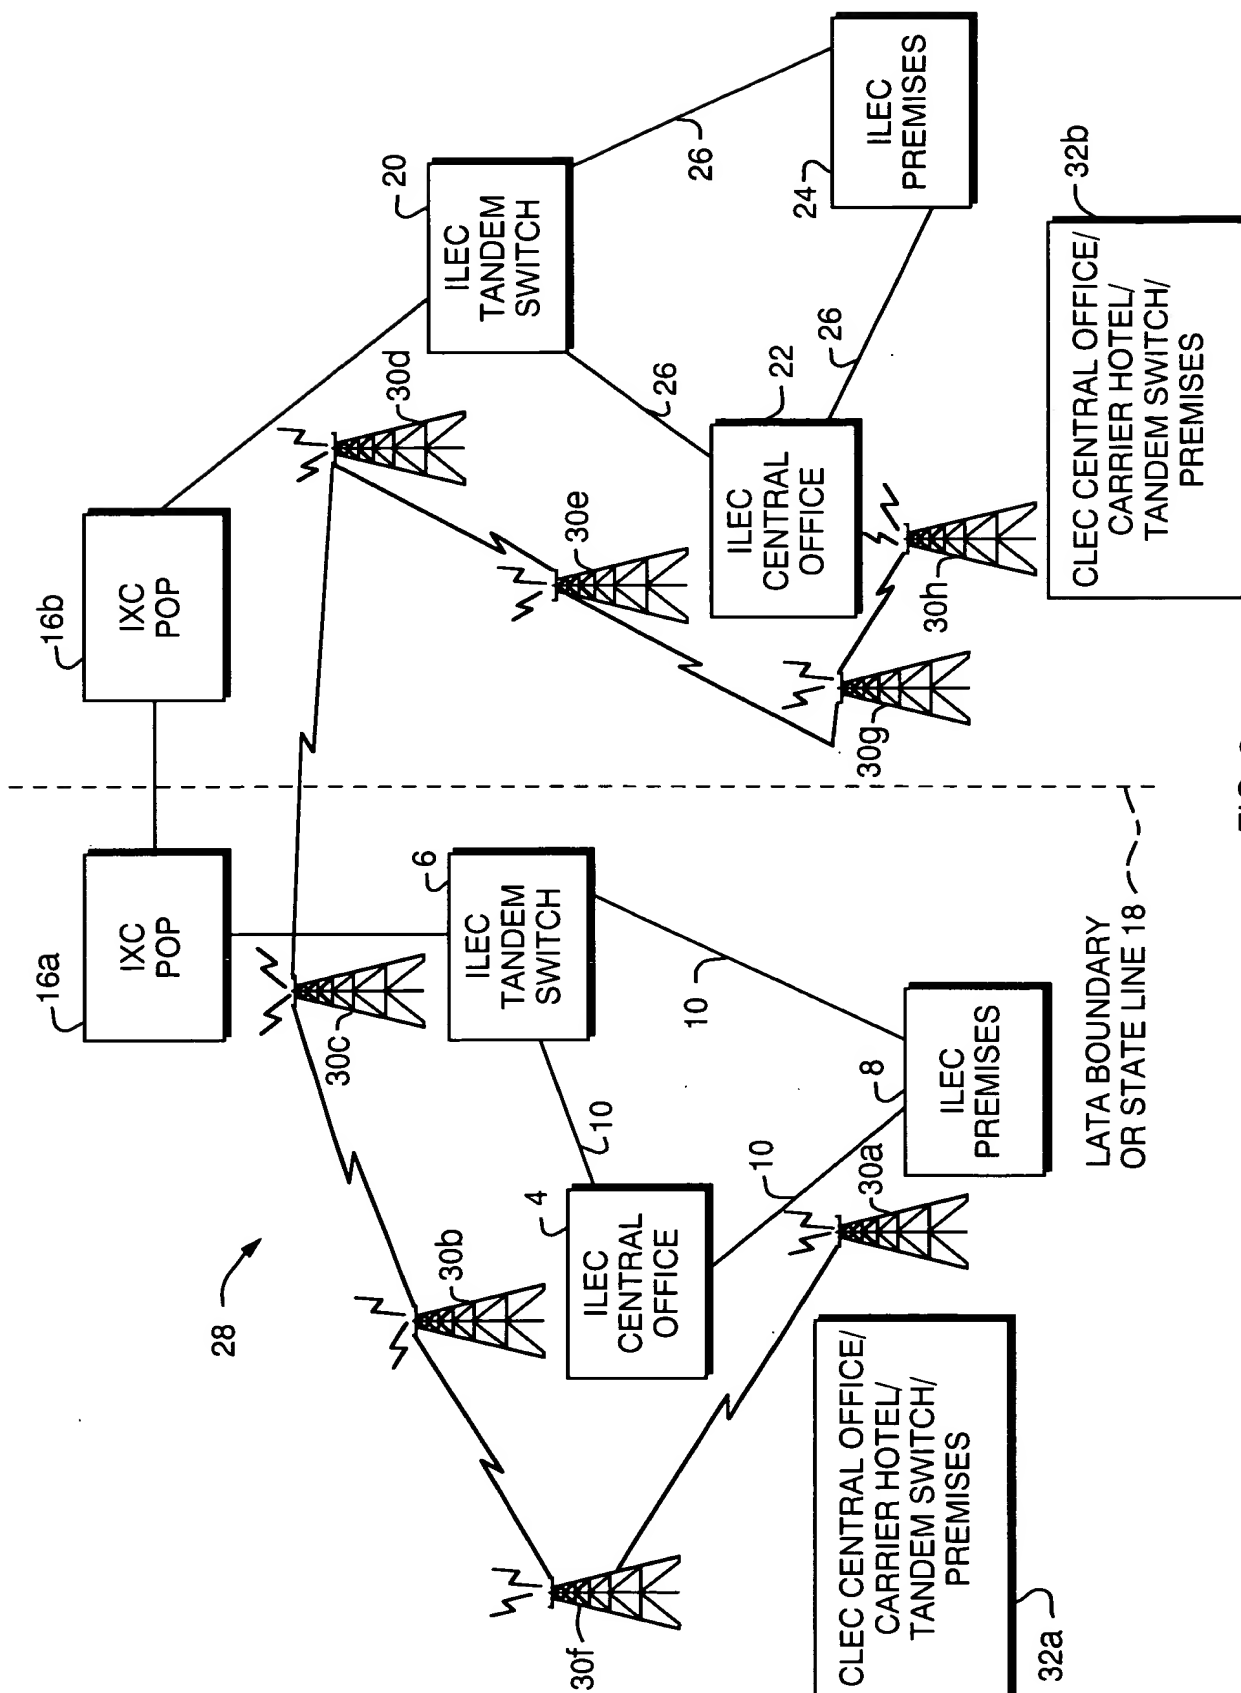 28
16a
IXC
POP
16b
IXC
POP
30c
6
ILEC
TANDEM
SWITCH
30d
20
ILEC
TANDEM
SWITCH
30b
4
ILEC
CENTRAL
OFFICE
10
10
10
30e
26
26
26
22
ILEC
CENTRAL
OFFICE
24
ILEC
PREMISES
30f
30a
8
ILEC
PREMISES
30g
30h
32a
CLEC CENTRAL OFFICE/
CARRIER HOTEL/
TANDEM SWITCH/
PREMISES
LATA BOUNDARY
OR STATE LINE 18
32b
CLEC CENTRAL OFFICE/
CARRIER HOTEL/
TANDEM SWITCH/
PREMISES